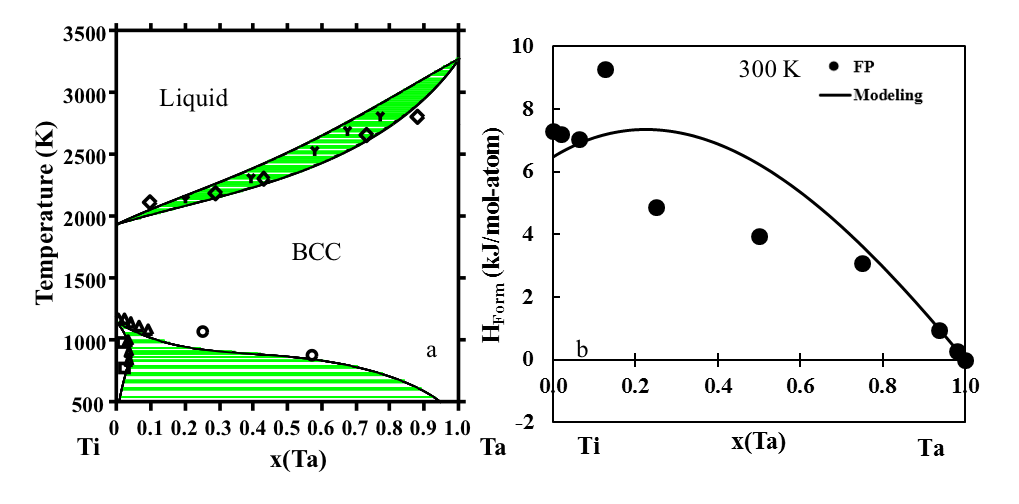 3500
3000
2500
2000
1500
1000
500
Temperature (K)
Liquid
BCC
a
0 0.1 0.2 0.3 0.4 0.5 0.6 0.7 0.8 0.9 1.0
Ti Ta
x(Ta)
10
8
6
4
2
0
-2
H_Form (kJ/mol-atom)
300 K
FP
Modeling
b
0.0 0.2 0.4 0.6 0.8 1.0
Ti x(Ta) Ta